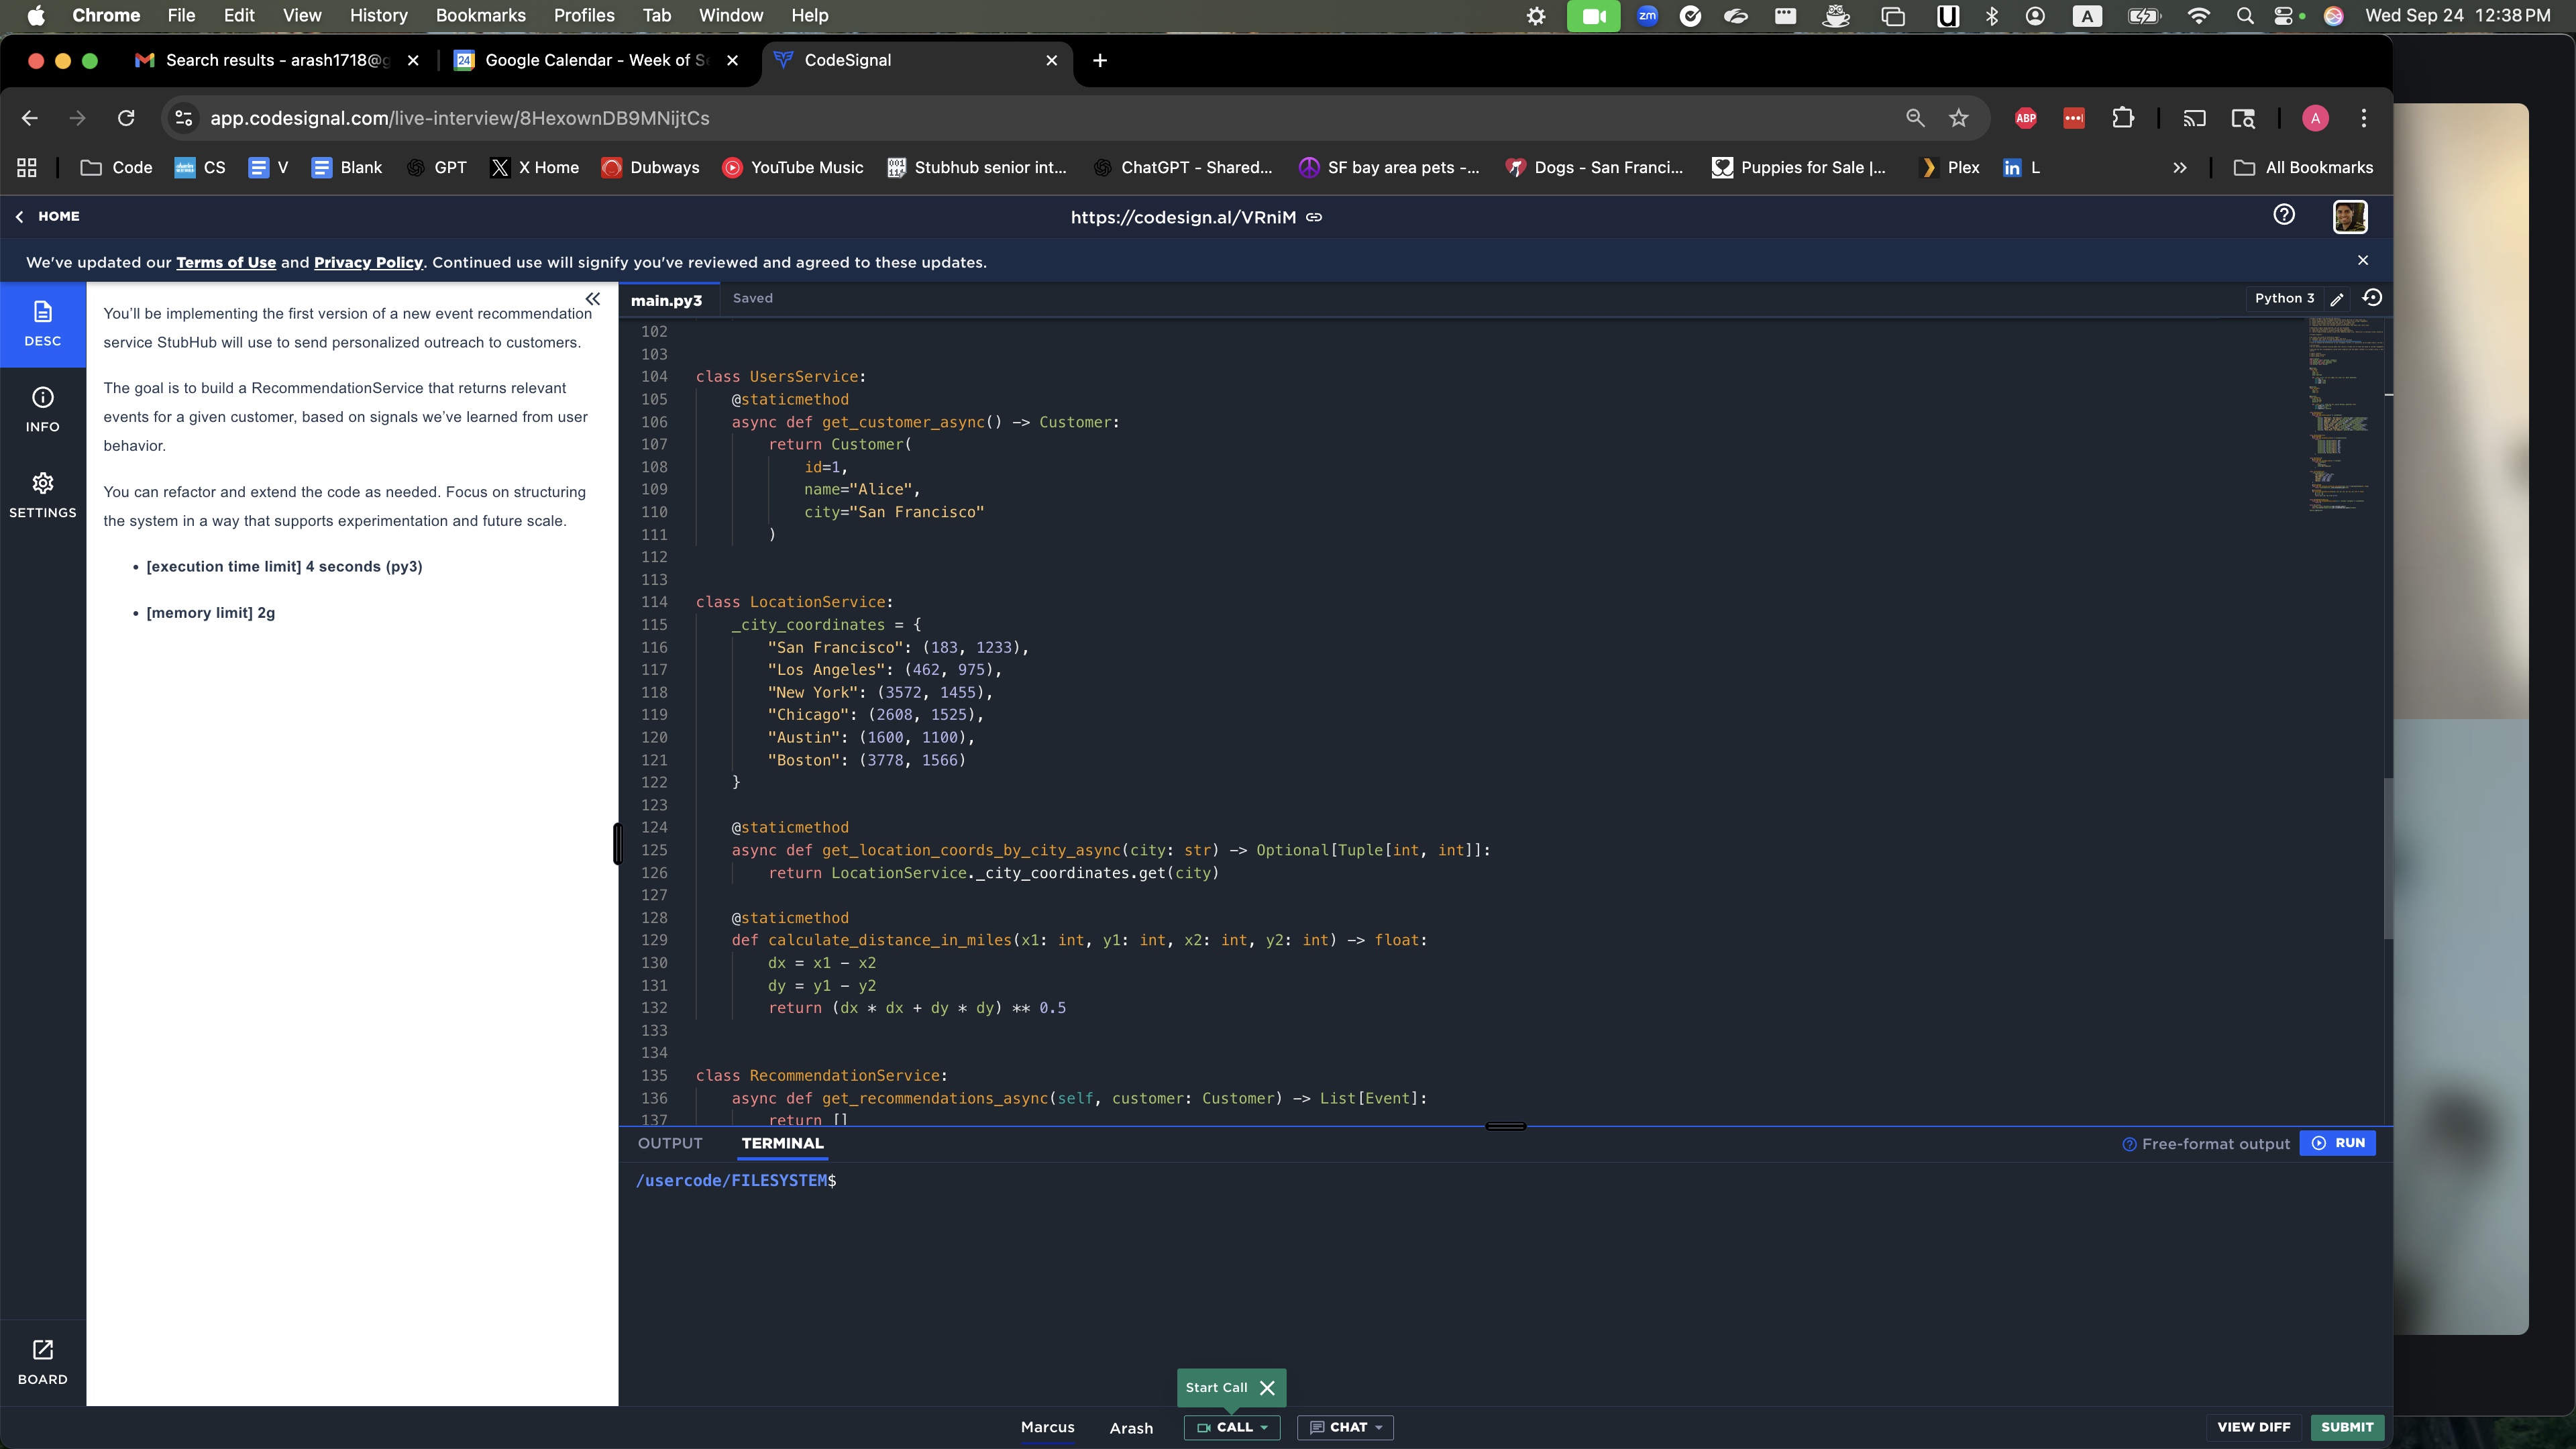 Chrome File Edit View History Bookmarks Profiles Tab Window Help
zm A Wed Sep 24 12:38 PM
Search results - arash1718@g
24 Google Calendar - Week of Se
CodeSignal
app.codesignal.com/live-interview/8HexownDB9MNijtCs
ABP A
Code CS V Blank GPT X Home Dubways YouTube Music Stubhub senior int... ChatGPT - Shared... SF bay area pets -... Dogs - San Franci... Puppies for Sale |... Plex in L All Bookmarks
HOME
https://codesign.al/VRniM
We've updated our Terms of Use and Privacy Policy. Continued use will signify you've reviewed and agreed to these updates.
DESC
INFO
SETTINGS
BOARD
You'll be implementing the first version of a new event recommendation
service StubHub will use to send personalized outreach to customers.
The goal is to build a RecommendationService that returns relevant
events for a given customer, based on signals we've learned from user
behavior.
You can refactor and extend the code as needed. Focus on structuring
the system in a way that supports experimentation and future scale.
• [execution time limit] 4 seconds (py3)
• [memory limit] 2g
main.py3 Saved Python 3
102
103
104 class UsersService:
105 @staticmethod
106 async def get_customer_async() -> Customer:
107 return Customer(
108 id=1,
109 name="Alice",
110 city="San Francisco"
111 )
112
113
114 class LocationService:
115 _city_coordinates = {
116 "San Francisco": (183, 1233),
117 "Los Angeles": (462, 975),
118 "New York": (3572, 1455),
119 "Chicago": (2608, 1525),
120 "Austin": (1600, 1100),
121 "Boston": (3778, 1566)
122 }
123
124 @staticmethod
125 async def get_location_coords_by_city_async(city: str) -> Optional[Tuple[int, int]]:
126 return LocationService._city_coordinates.get(city)
127
128 @staticmethod
129 def calculate_distance_in_miles(x1: int, y1: int, x2: int, y2: int) -> float:
130 dx = x1 - x2
131 dy = y1 - y2
132 return (dx * dx + dy * dy) ** 0.5
133
134
135 class RecommendationService:
136 async def get_recommendations_async(self, customer: Customer) -> List[Event]:
137 return []
OUTPUT TERMINAL Free-format output RUN
/usercode/FILESYSTEM$
Start Call
Marcus Arash CALL CHAT VIEW DIFF SUBMIT